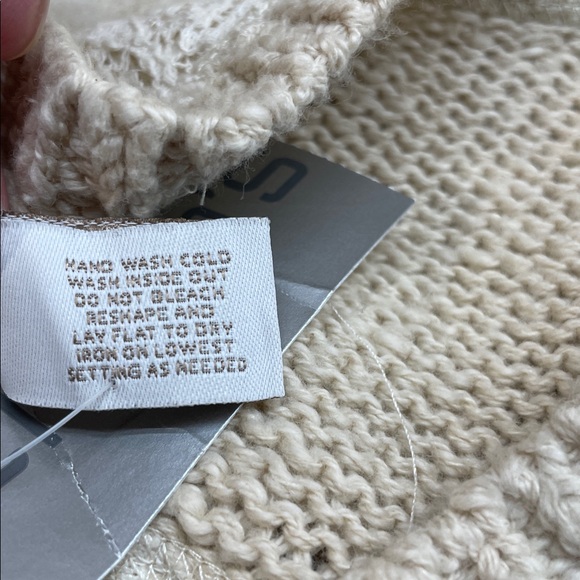 HAND WASH COLD
WASH INSIDE OUT
DO NOT BLEACH
RESHAPE AND
LAY FLAT TO DRY
IRON ON LOWEST
SETTING AS NEEDED